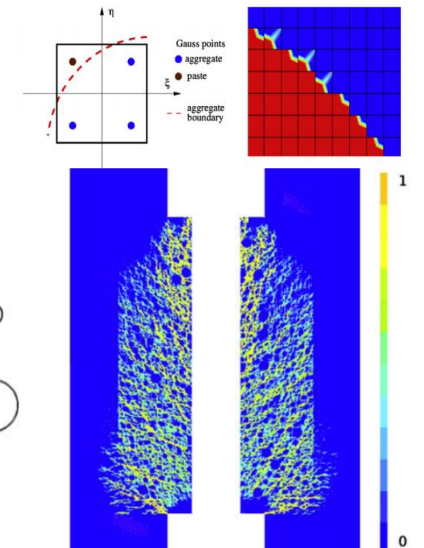 η
Gauss points
aggregate
paste
ξ
aggregate
boundary
1
0